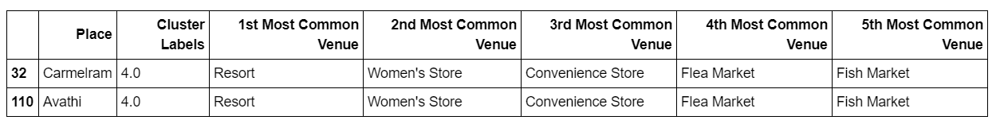 Place Cluster Labels 1st Most Common Venue 2nd Most Common Venue 3rd Most Common Venue 4th Most Common Venue 5th Most Common Venue
32 Carmelram 4.0 Resort Women's Store Convenience Store Flea Market Fish Market
110 Avathi 4.0 Resort Women's Store Convenience Store Flea Market Fish Market